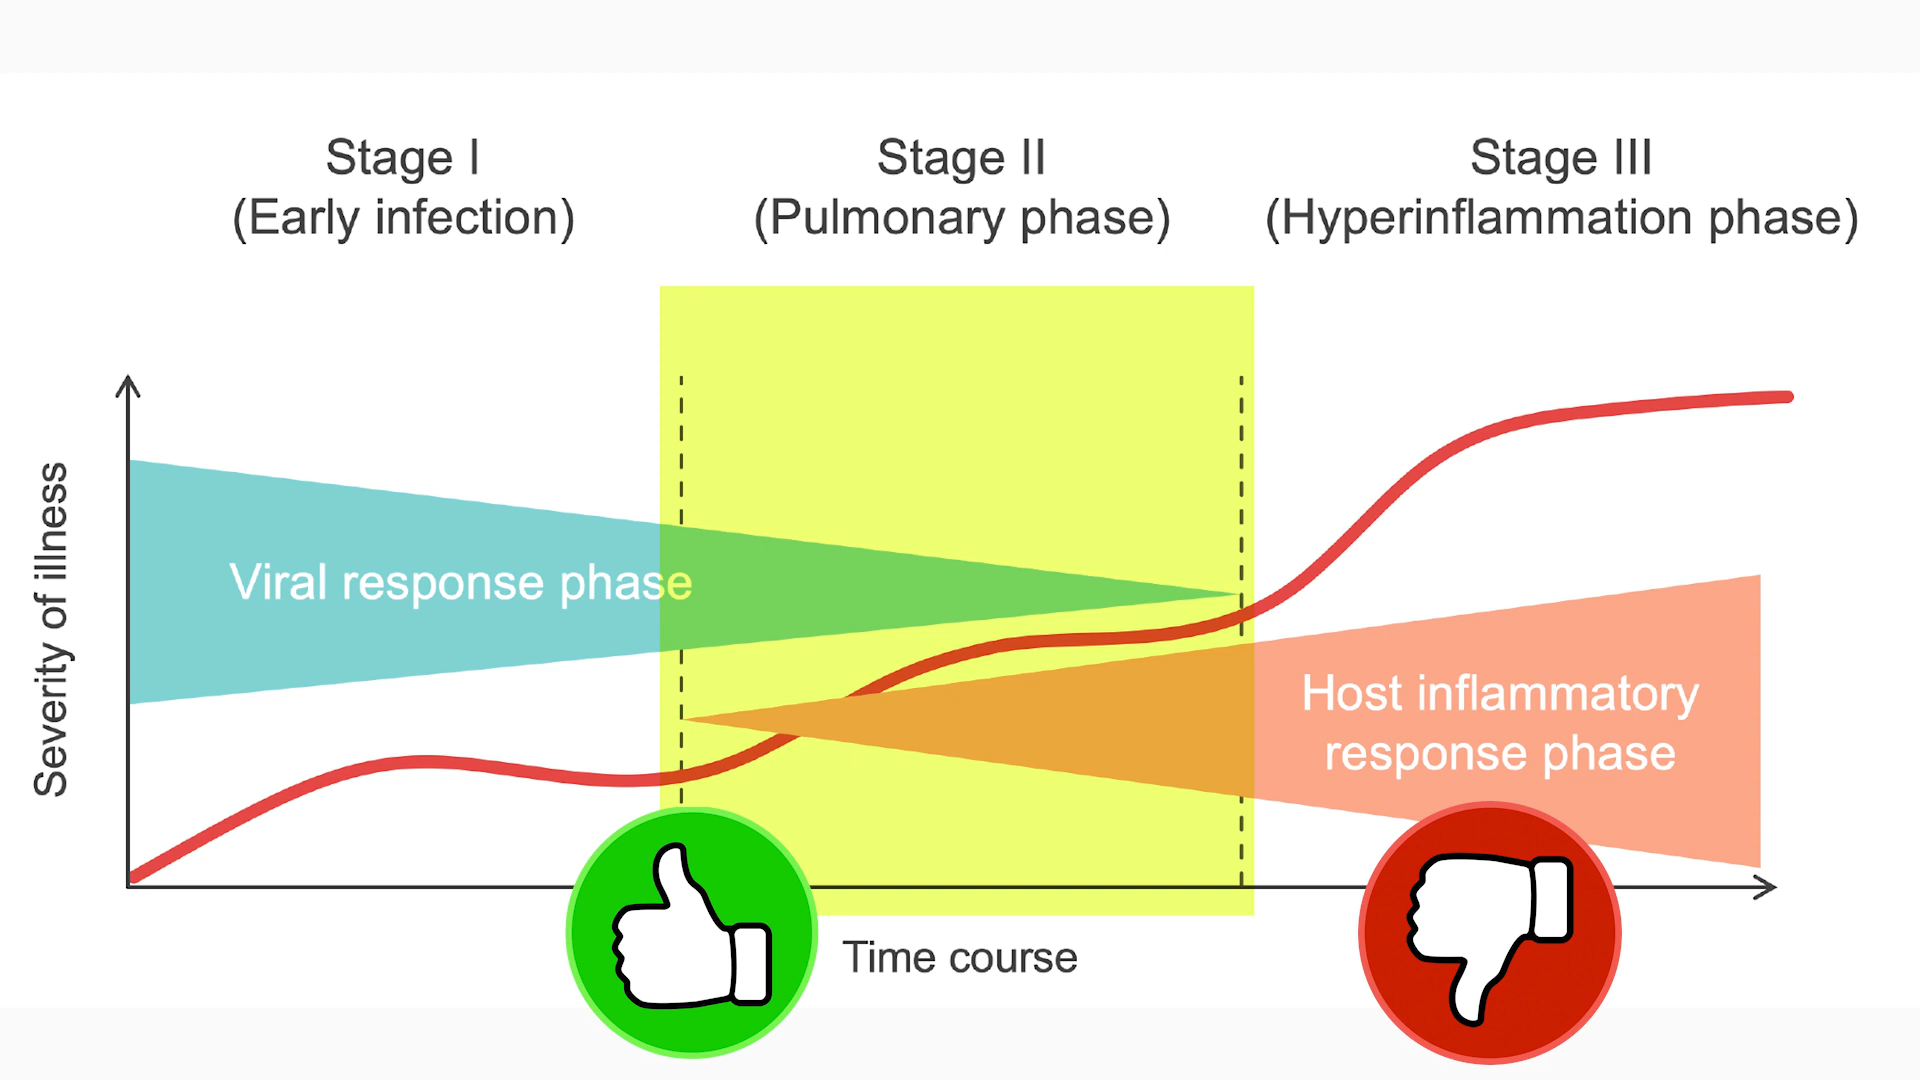 Stage I
(Early infection)
Stage II
(Pulmonary phase)
Stage III
(Hyperinflammation phase)
Severity of illness
Viral response phase
Host inflammatory
response phase
Time course